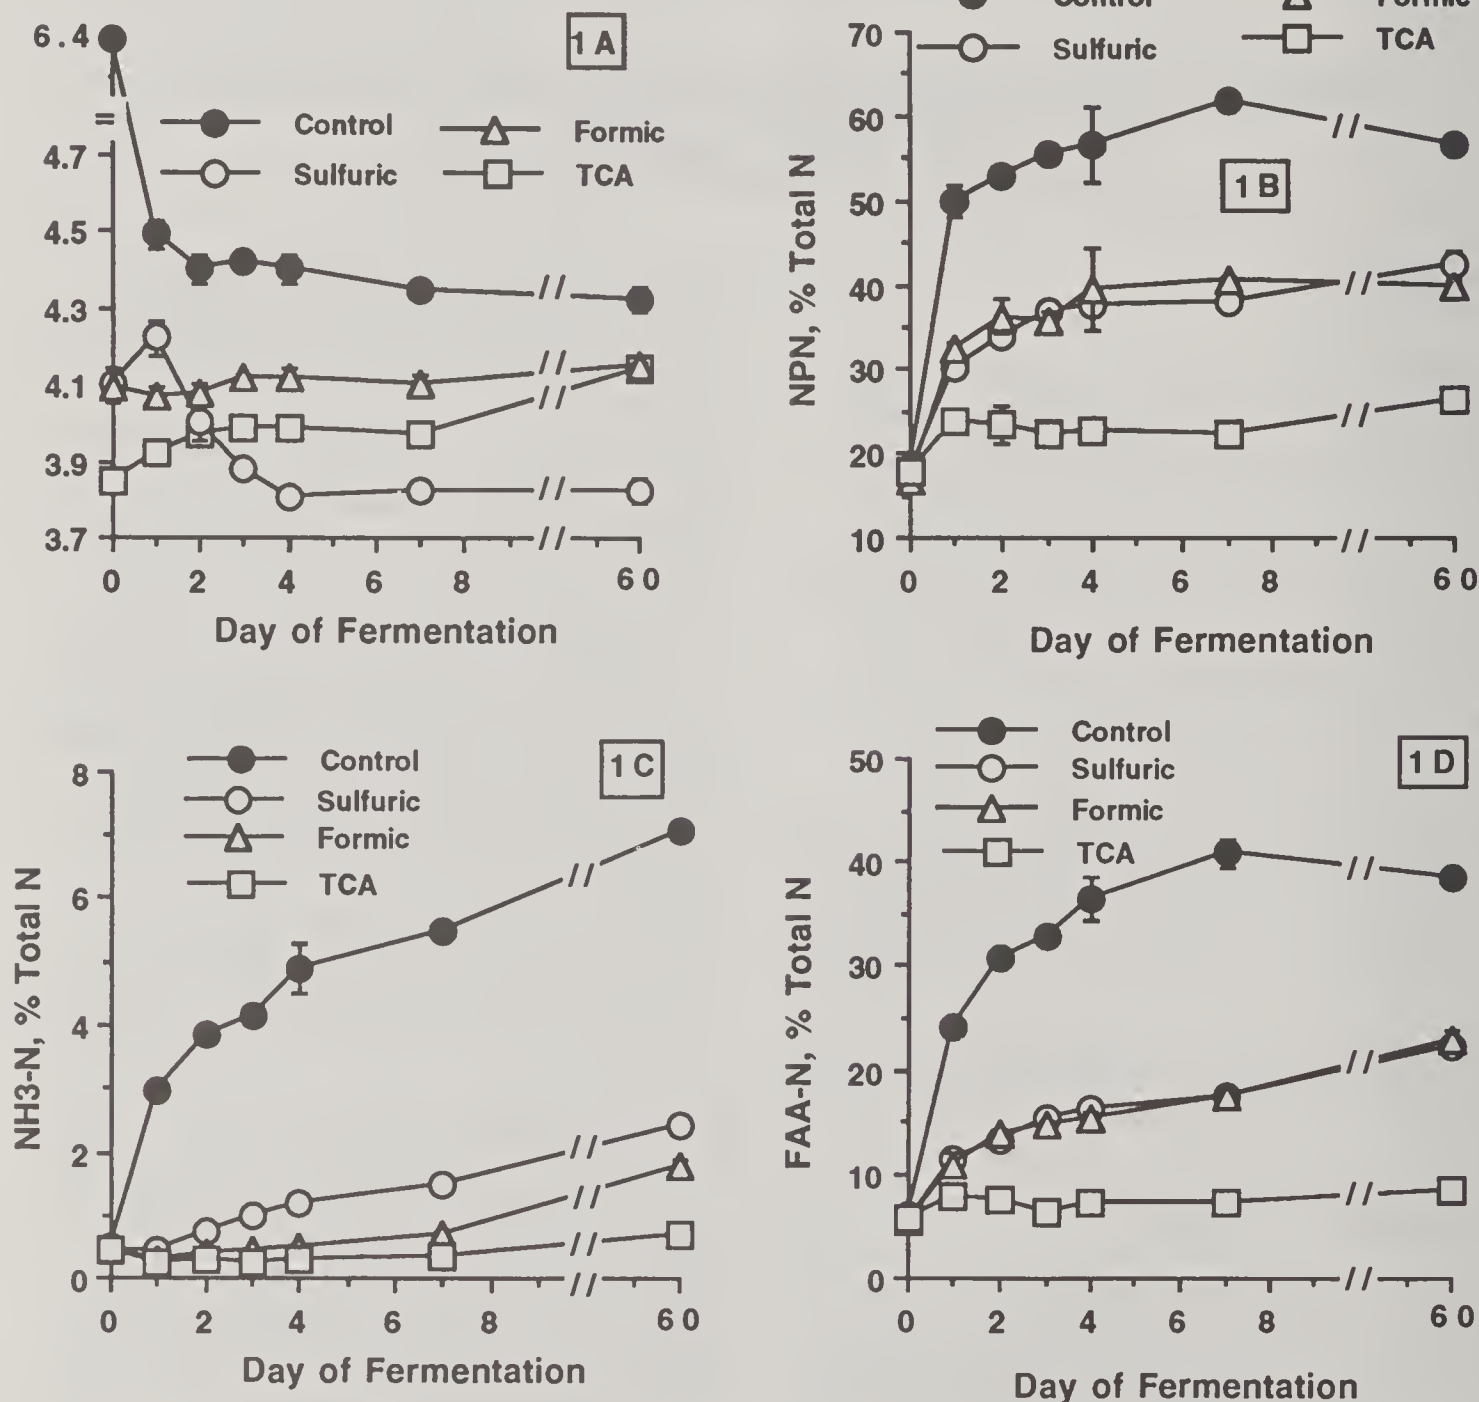 6.4
1A
=
Control
Formic
Sulfuric
TCA
4.7
4.5
4.3
4.1
3.9
3.7
//
0 2 4 6 8 60
Day of Fermentation
Control Formic
Sulfuric TCA
70
60
50
40
30
20
10
1B
NPN, % Total N
//
0 2 4 6 8 60
Day of Fermentation
Control
Sulfuric
Formic
TCA
1C
8
6
4
2
0
NH3-N, % Total N
//
0 2 4 6 8 60
Day of Fermentation
Control
Sulfuric
Formic
TCA
1D
50
40
30
20
10
0
FAA-N, % Total N
//
0 2 4 6 8 60
Day of Fermentation